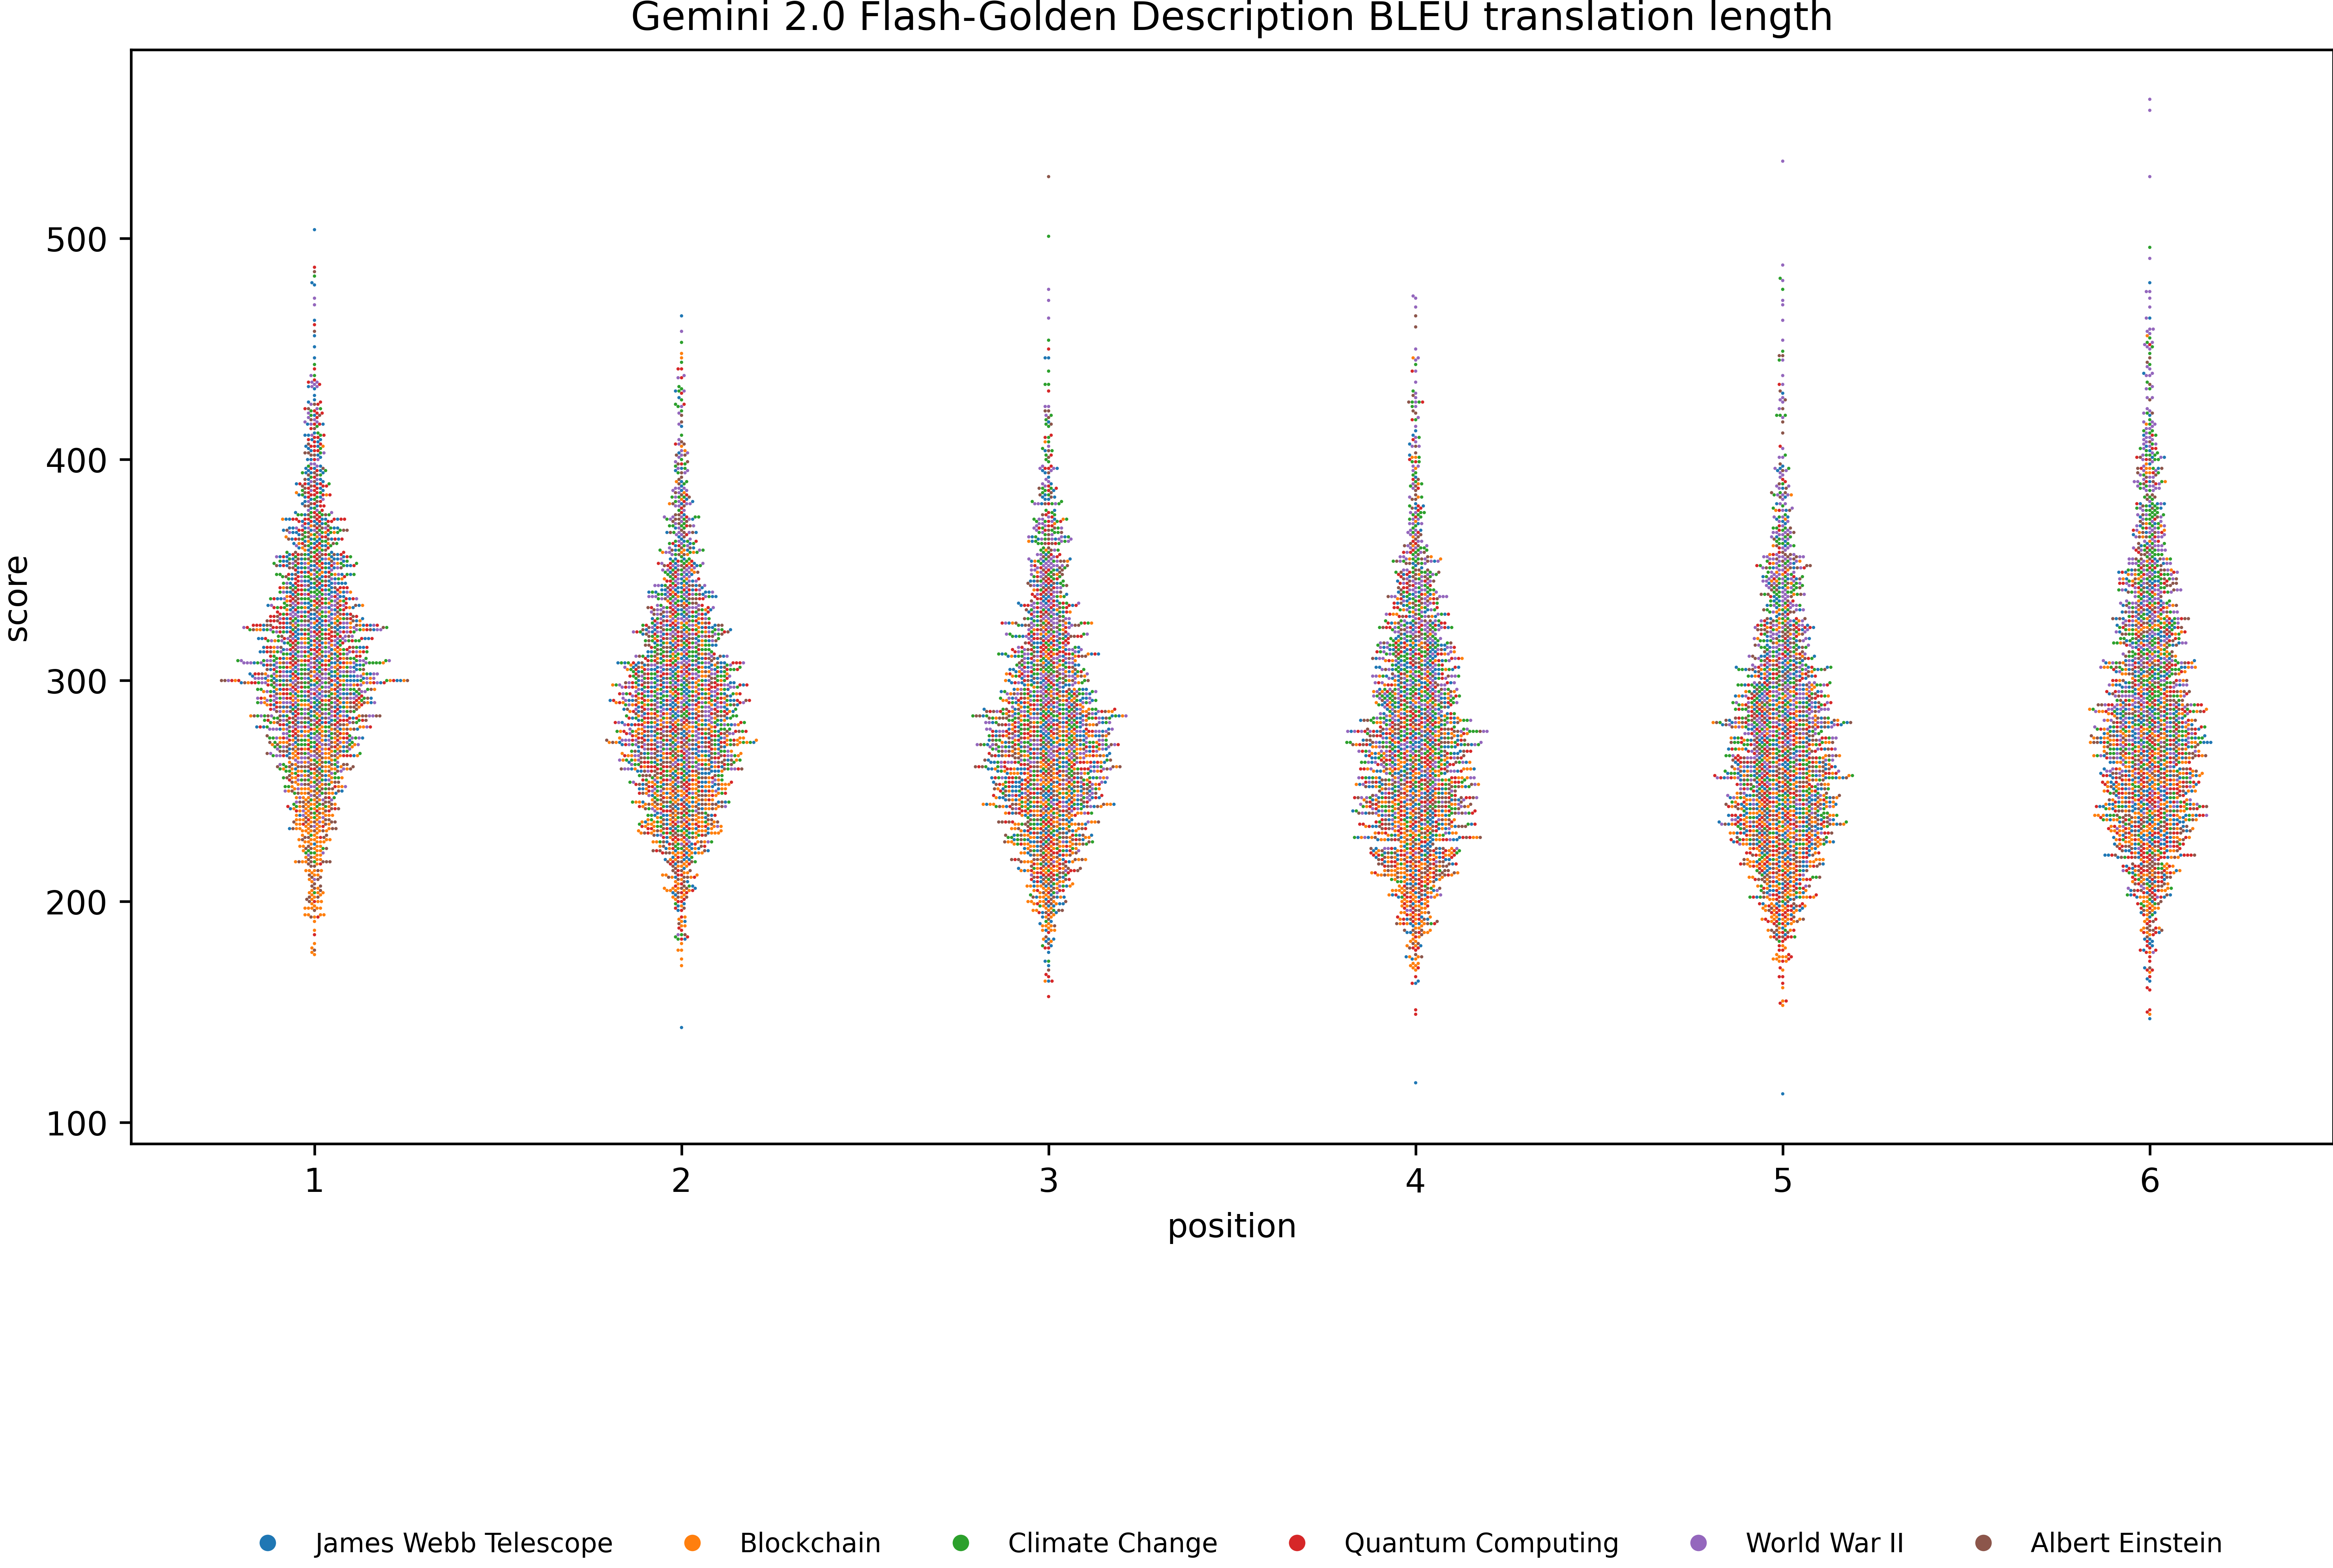 Gemini 2.0 Flash-Golden Description BLEU translation length
score
500
400
300
200
100
1 2 3 4 5 6
position
James Webb Telescope Blockchain Climate Change Quantum Computing World War II Albert Einstein